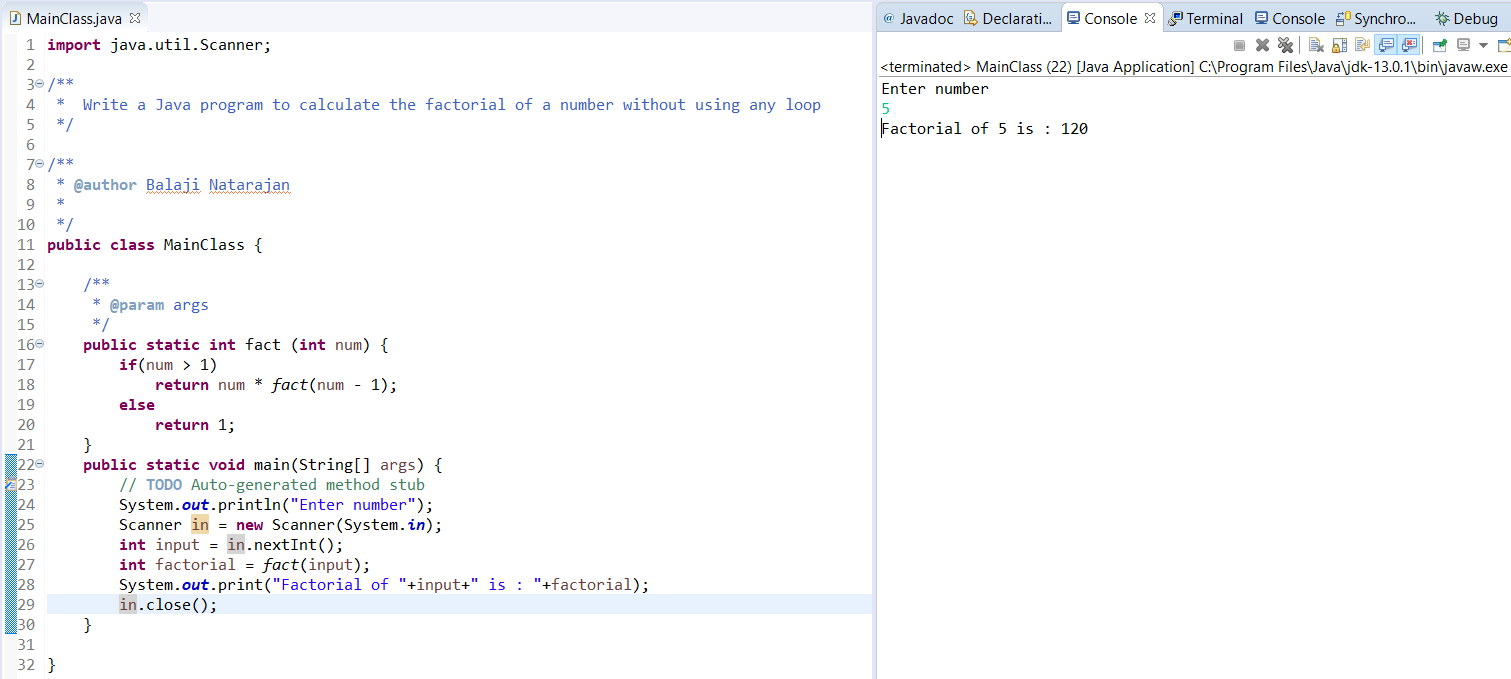 MainClass.java
1 import java.util.Scanner;
2
3 /**
4  *  Write a Java program to calculate the factorial of a number without using any loop
5  */
6
7 /**
8  * @author Balaji Natarajan
9  *
10  */
11 public class MainClass {
12
13     /**
14      * @param args
15      */
16     public static int fact (int num) {
17         if(num > 1)
18             return num * fact(num - 1);
19         else
20             return 1;
21     }
22     public static void main(String[] args) {
23         // TODO Auto-generated method stub
24         System.out.println("Enter number");
25         Scanner in = new Scanner(System.in);
26         int input = in.nextInt();
27         int factorial = fact(input);
28         System.out.print("Factorial of "+input+" is : "+factorial);
29         in.close();
30     }
31
32 }
@ Javadoc Declarati... Console Terminal Console Synchro... Debug
<terminated> MainClass (22) [Java Application] C:\Program Files\Java\jdk-13.0.1\bin\javaw.exe
Enter number
5
Factorial of 5 is : 120